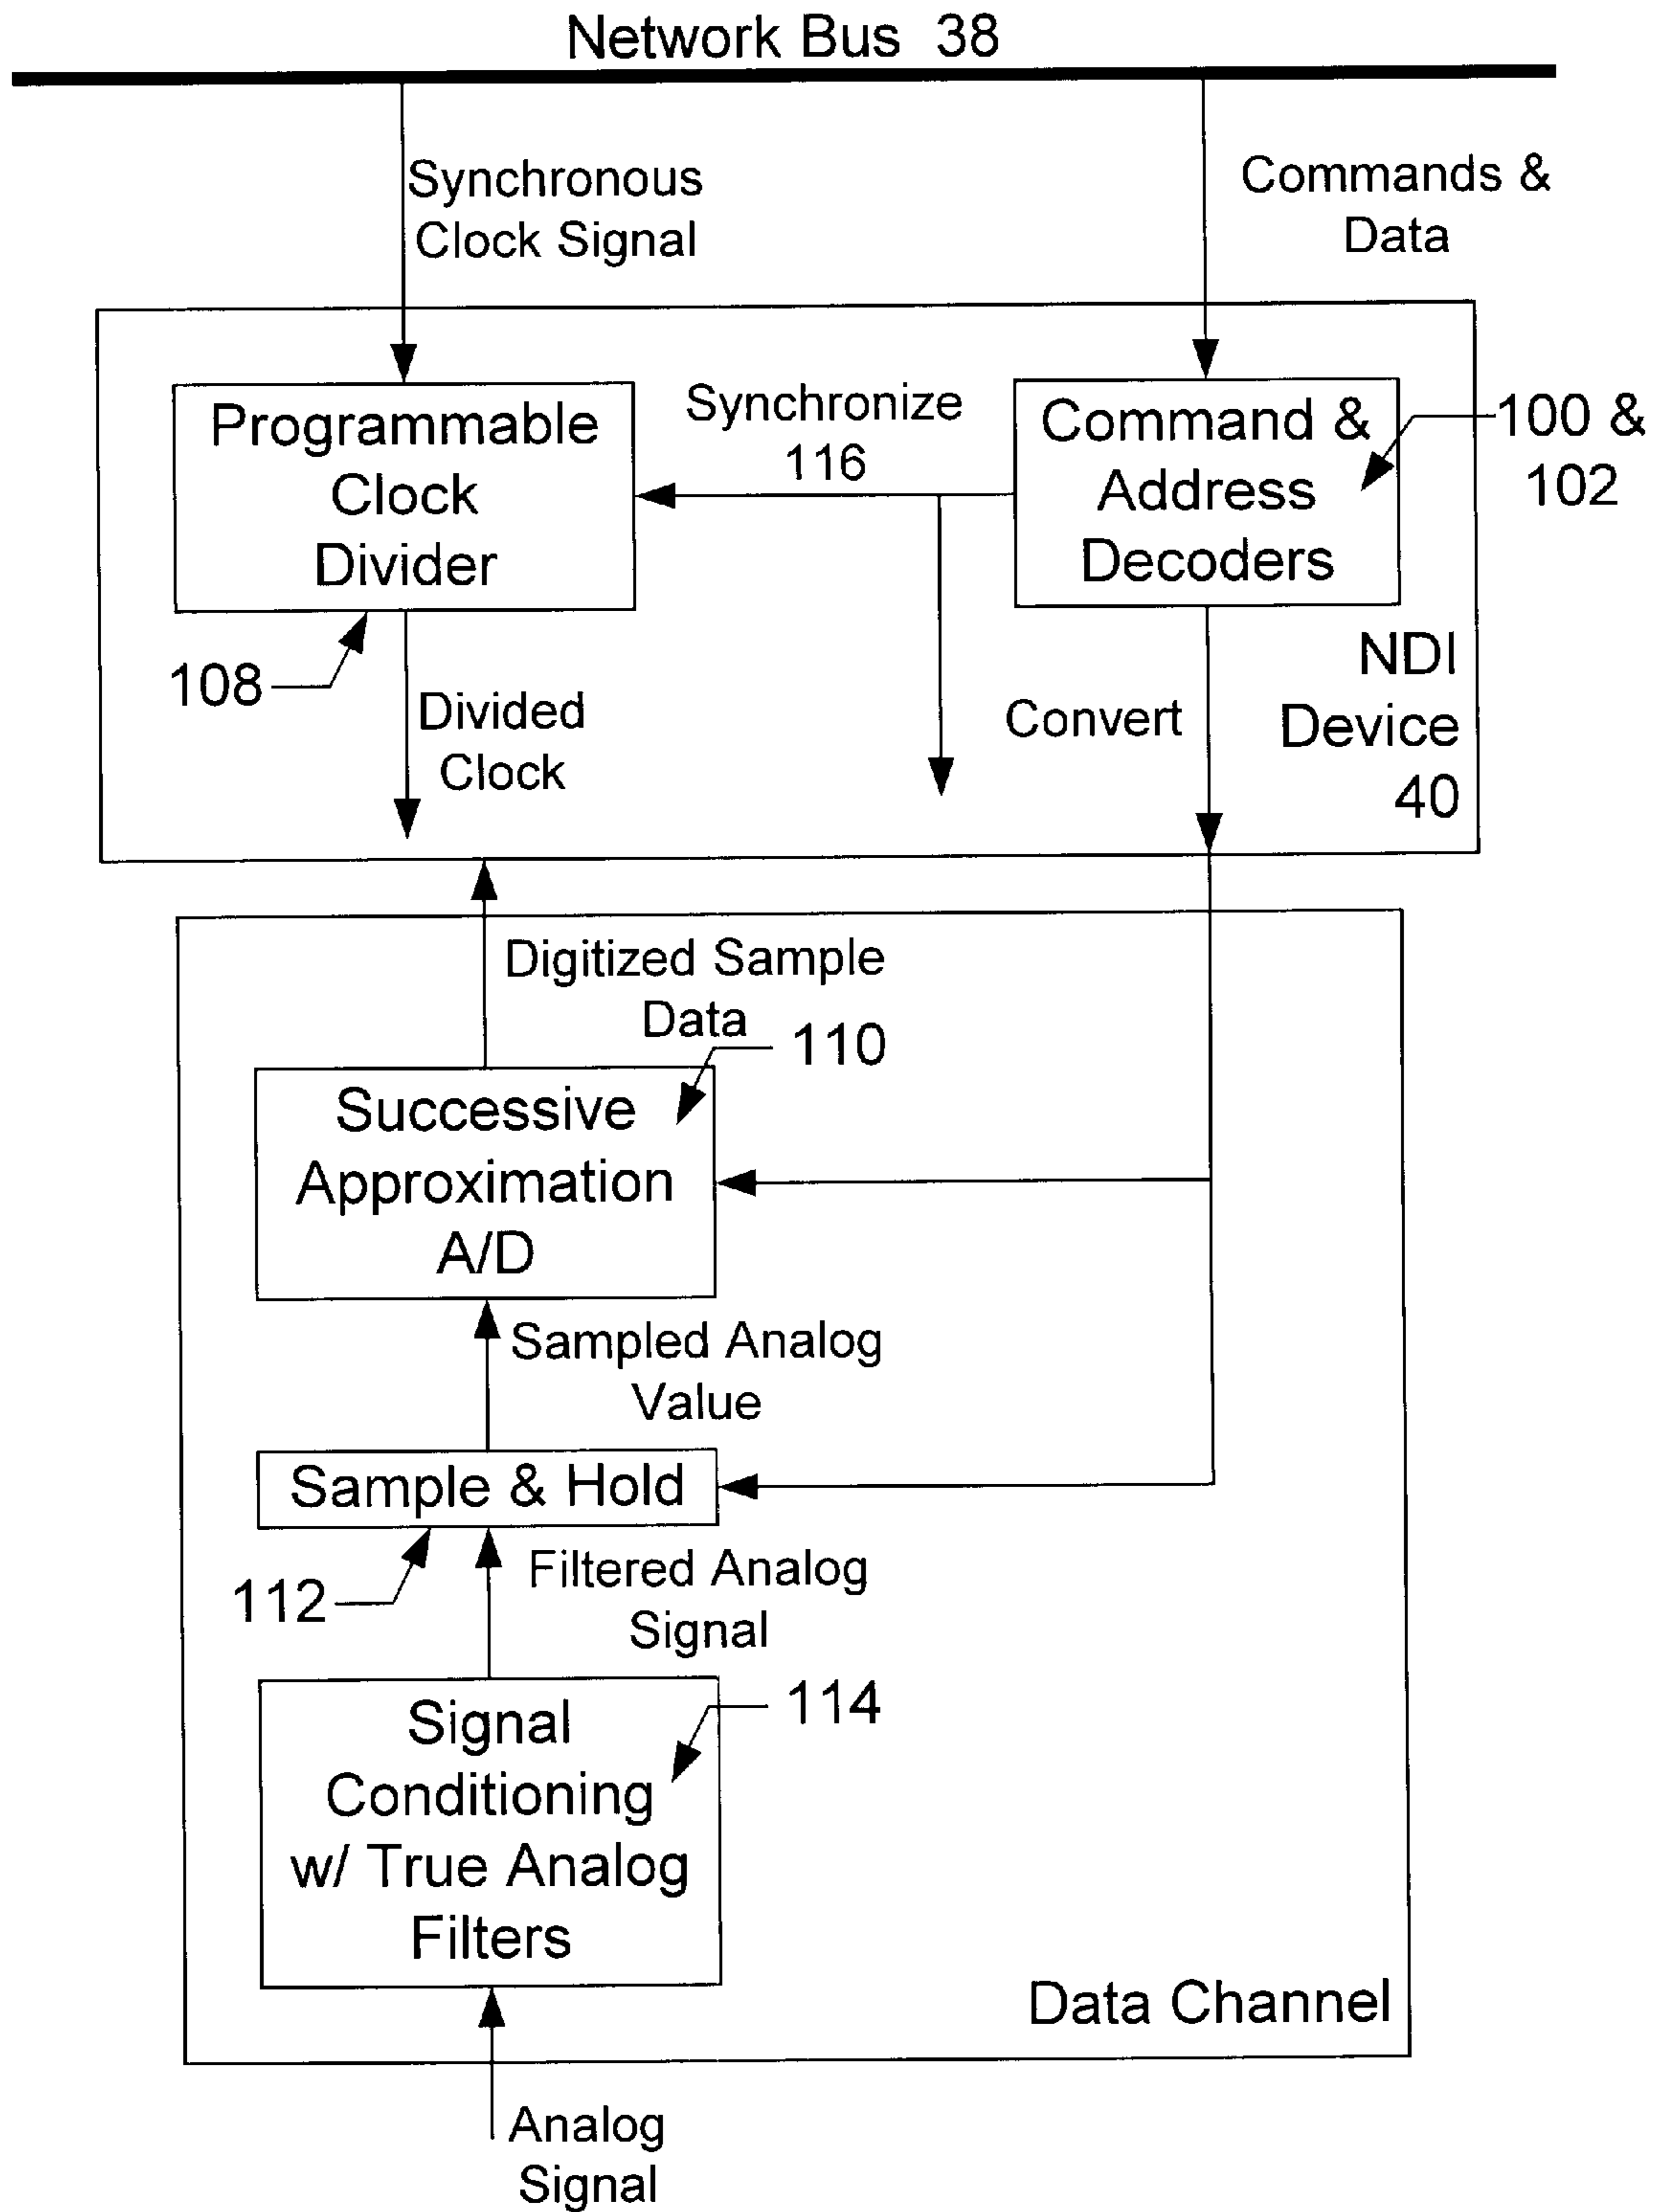 Network Bus 38
Synchronous
Clock Signal
Commands &
Data
Programmable
Clock
Divider
Synchronize
116
Command &
Address
Decoders
100 &
102
108
Divided
Clock
Convert
NDI
Device
40
Digitized Sample
Data
110
Successive
Approximation
A/D
Sampled Analog
Value
Sample & Hold
112
Filtered Analog
Signal
114
Signal
Conditioning
w/ True Analog
Filters
Data Channel
Analog
Signal